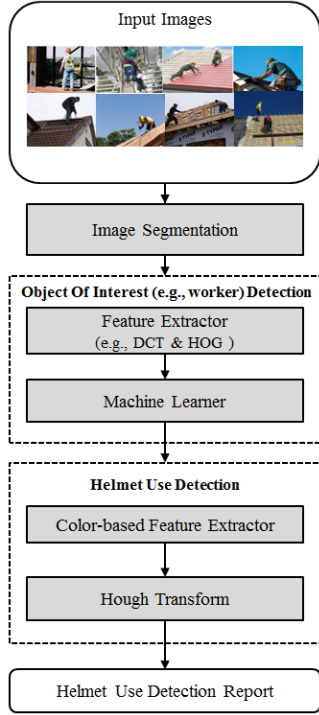 Input Images
Image Segmentation
Object Of Interest (e.g., worker) Detection
Feature Extractor
(e.g., DCT & HOG )
Machine Learner
Helmet Use Detection
Color-based Feature Extractor
Hough Transform
Helmet Use Detection Report